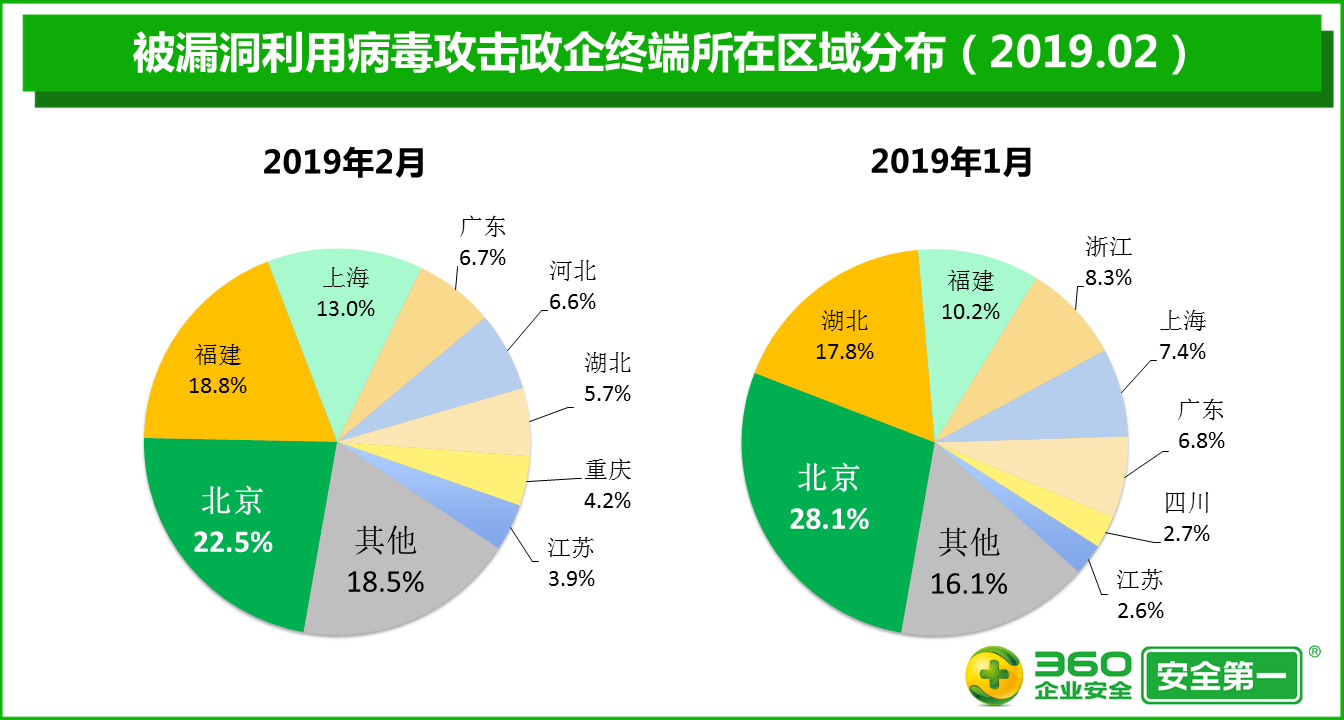 被漏洞利用病毒攻击政企终端所在区域分布（2019.02）
2019年2月
上海
13.0%
广东
6.7%
河北
6.6%
湖北
5.7%
重庆
4.2%
江苏
3.9%
其他
18.5%
北京
22.5%
福建
18.8%
2019年1月
福建
10.2%
浙江
8.3%
上海
7.4%
广东
6.8%
四川
2.7%
江苏
2.6%
其他
16.1%
北京
28.1%
湖北
17.8%
360
企业安全
安全第一
®